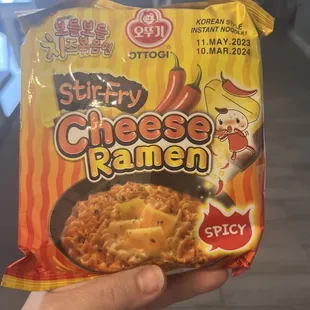 오뚜기
OTTOGI
KOREAN STYLE
INSTANT NOODLE
11.MAY.2023
10.MAR.2024
Stir-Fry
Cheese
Ramen
SPICY